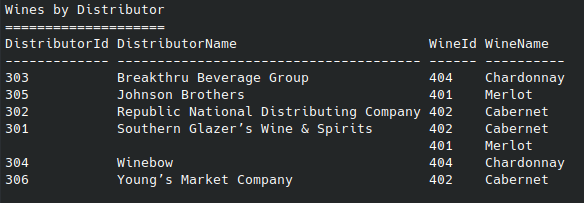 Wines by Distributor
====================
DistributorId DistributorName                        WineId WineName
------------- -------------------------------------- ------ ----------
303           Breakthru Beverage Group               404    Chardonnay
305           Johnson Brothers                       401    Merlot
302           Republic National Distributing Company 402    Cabernet
301           Southern Glazer’s Wine & Spirits       402    Cabernet
                                                     401    Merlot
304           Winebow                                404    Chardonnay
306           Young’s Market Company                 402    Cabernet